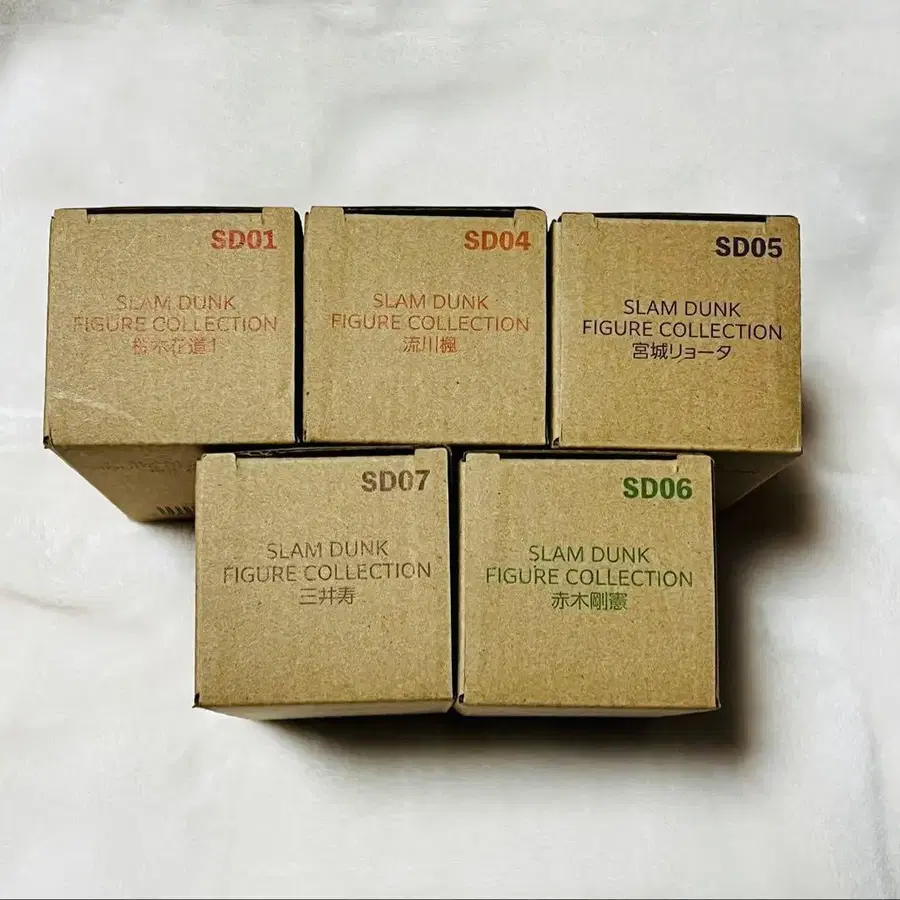 SD01
SLAM DUNK
FIGURE COLLECTION
桜木花道1
SD04
SLAM DUNK
FIGURE COLLECTION
流川楓
SD05
SLAM DUNK
FIGURE COLLECTION
宮城リョータ
SD07
SLAM DUNK
FIGURE COLLECTION
三井寿
SD06
SLAM DUNK
FIGURE COLLECTION
赤木剛憲